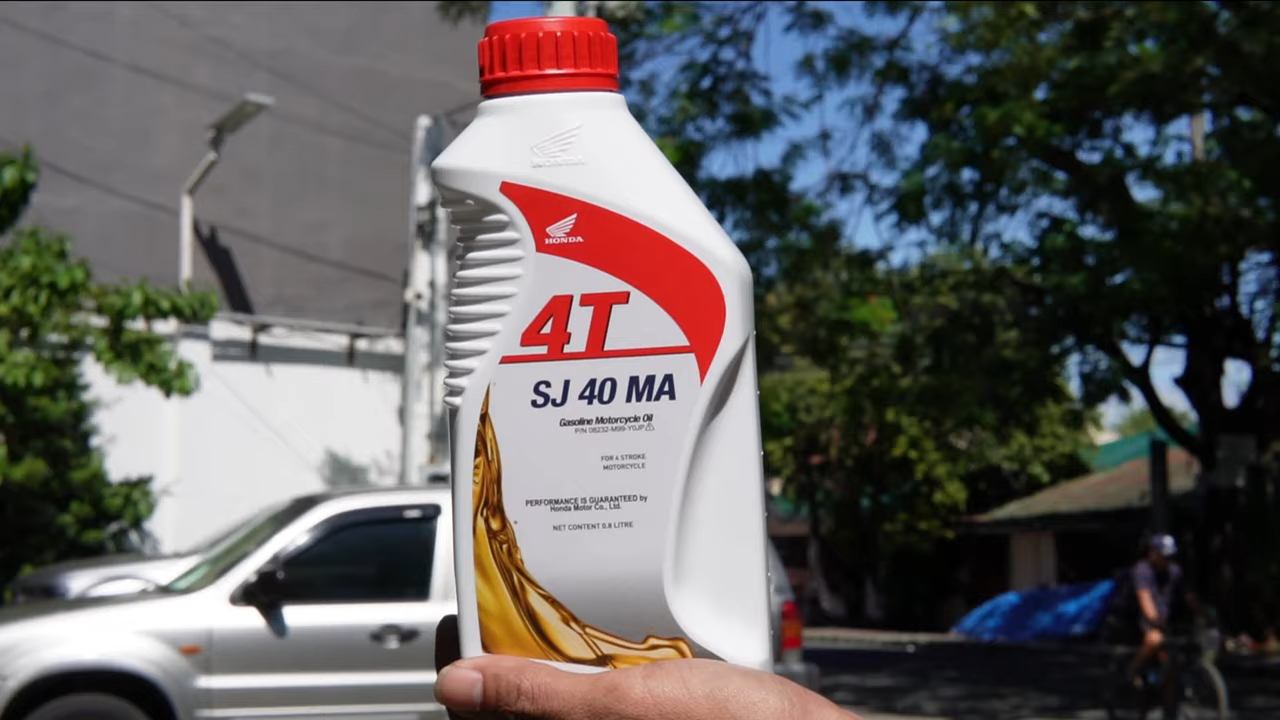 HONDA
HONDA
4T
SJ 40 MA
Gasoline Motorcycle Oil
P/N 08232-M99-Y0JP
FOR 4 STROKE
MOTORCYCLE
PERFORMANCE IS GUARANTEED by
Honda Motor Co., Ltd.
NET CONTENT 0.8 LITRE